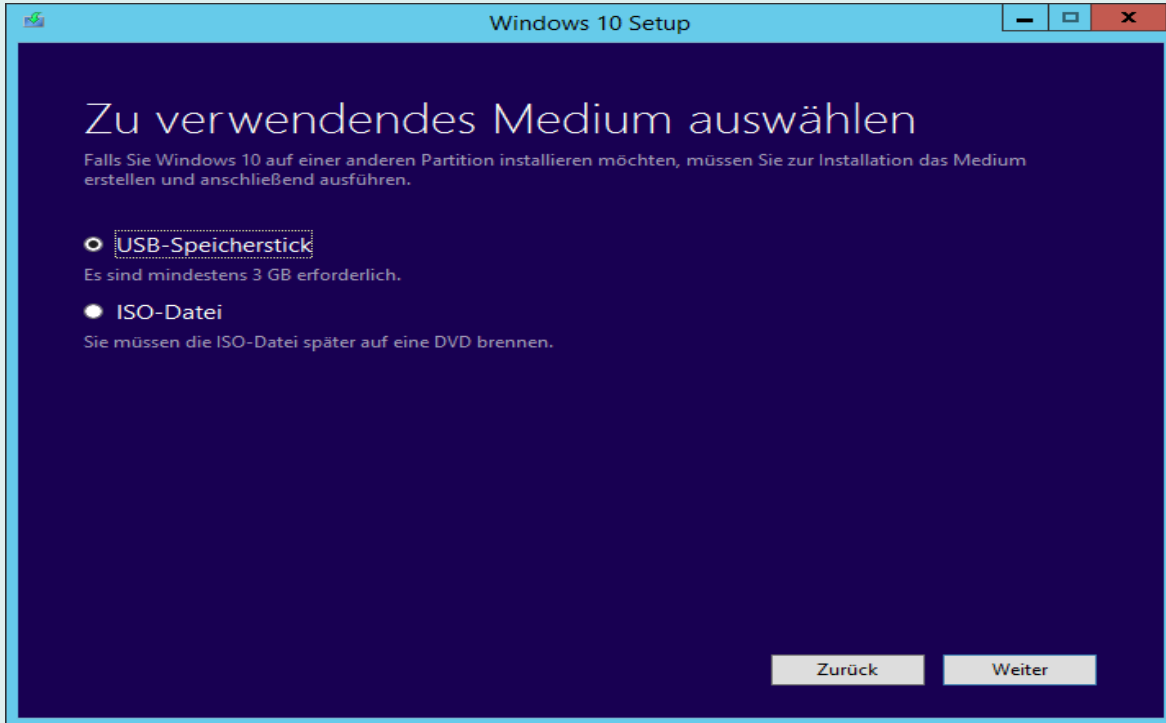 Windows 10 Setup
Zu verwendendes Medium auswählen
Falls Sie Windows 10 auf einer anderen Partition installieren möchten, müssen Sie zur Installation das Medium
erstellen und anschließend ausführen.
USB-Speicherstick
Es sind mindestens 3 GB erforderlich.
ISO-Datei
Sie müssen die ISO-Datei später auf eine DVD brennen.
Zurück Weiter